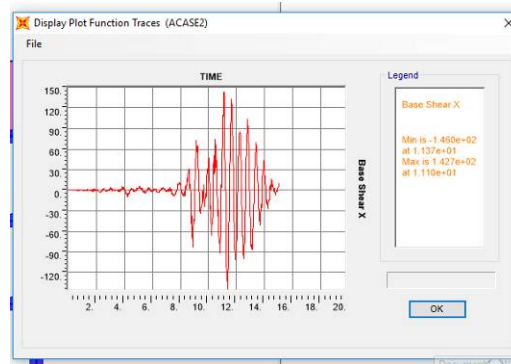 Display Plot Function Traces (ACASE2)
File
TIME
Legend
150.
120.
90.
60.
30.
0.
-30.
-60.
-90.
-120.
Base Shear X
Base Shear X
Min is -1.460e+02
at 1.137e+01
Max is 1.427e+02
at 1.110e+01
2. 4. 6. 8. 10. 12. 14. 16. 18. 20.
OK